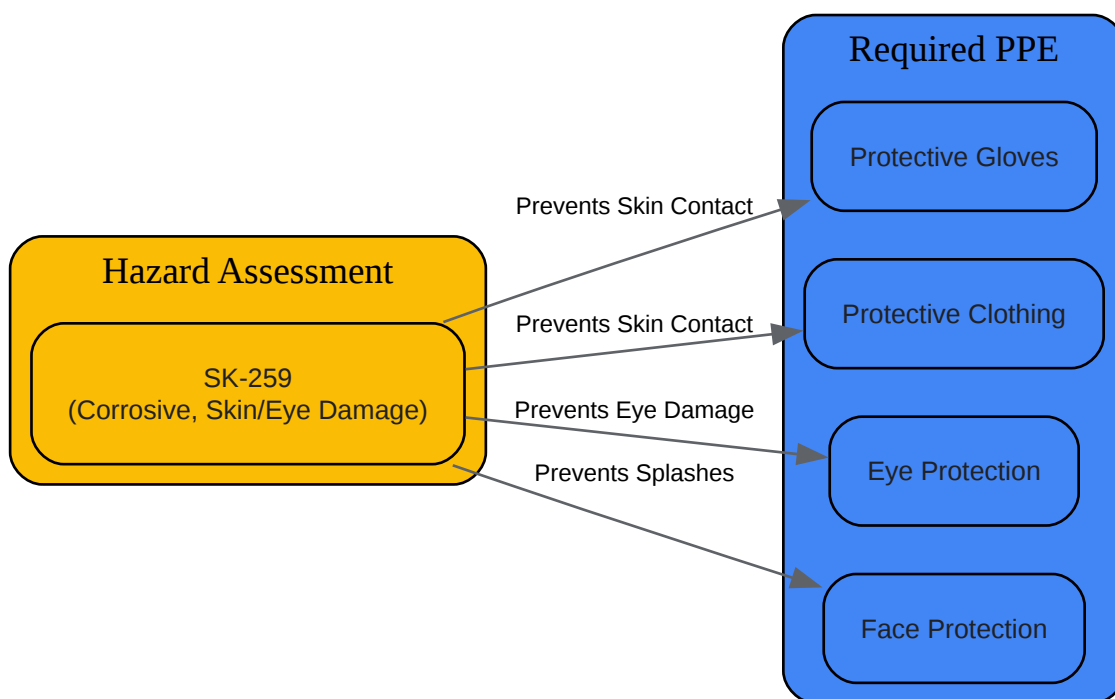 Required PPE
Protective Gloves
Prevents Skin Contact
Hazard Assessment
Protective Clothing
Prevents Skin Contact
SK-259
(Corrosive, Skin/Eye Damage)
Prevents Eye Damage
Eye Protection
Prevents Splashes
Face Protection